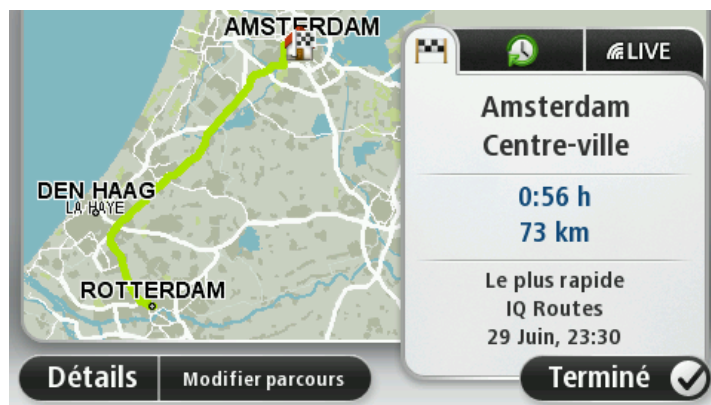 AMSTERDAM
DEN HAAG
LA HAYE
ROTTERDAM
LIVE
Amsterdam
Centre-ville
0:56 h
73 km
Le plus rapide
IQ Routes
29 Juin, 23:30
Détails
Modifier parcours
Terminé